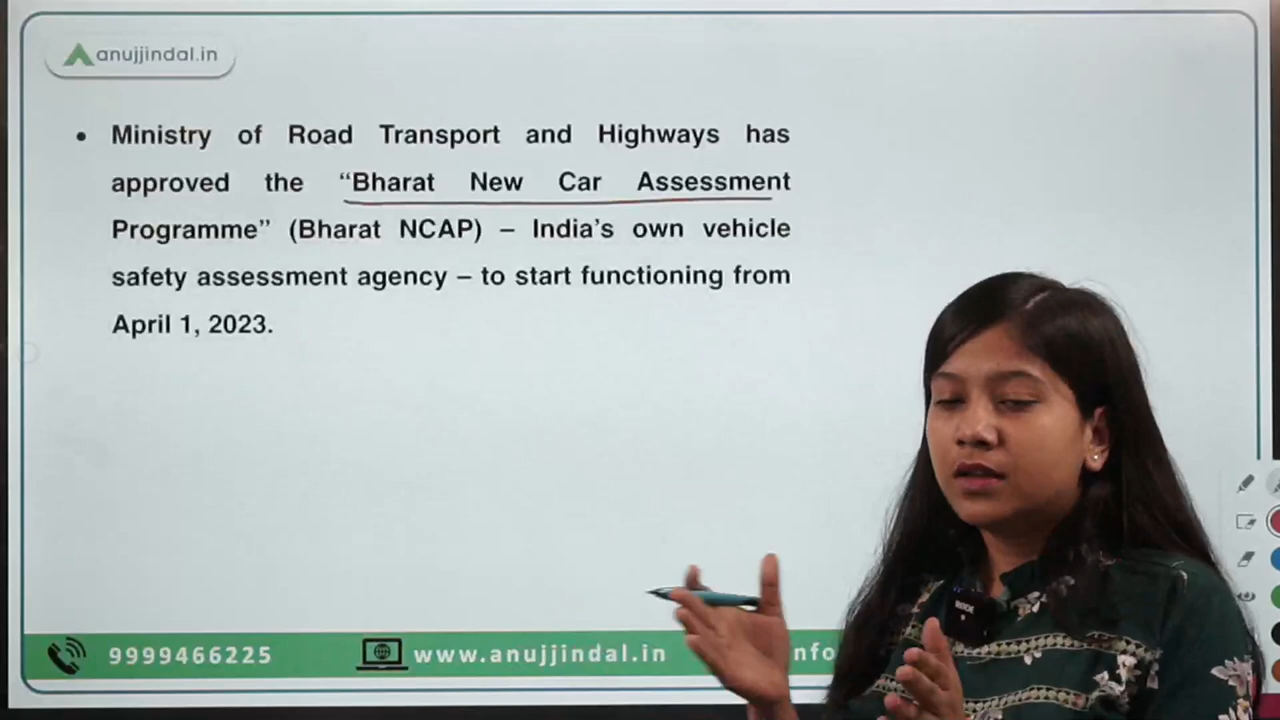 anujjindal.in
• Ministry of Road Transport and Highways has
approved the “Bharat New Car Assessment
Programme” (Bharat NCAP) – India’s own vehicle
safety assessment agency – to start functioning from
April 1, 2023.
9999466225 www.anujjindal.in nfo